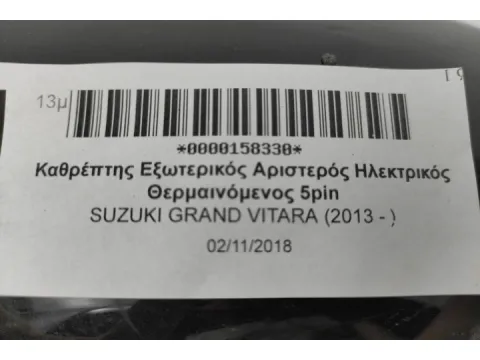 13μ
*0000158330*
Καθρέπτης Εξωτερικός Αριστερός Ηλεκτρικός
Θερμαινόμενος 5pin
SUZUKI GRAND VITARA (2013 - )
02/11/2018